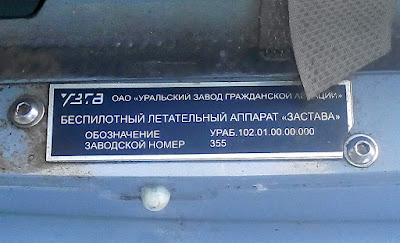 УЗГА ОАО «УРАЛЬСКИЙ ЗАВОД ГРАЖДАНСКОЙ АВИАЦИИ»
БЕСПИЛОТНЫЙ ЛЕТАТЕЛЬНЫЙ АППАРАТ «ЗАСТАВА»
ОБОЗНАЧЕНИЕ УРАБ.102.01.00.00.000
ЗАВОДСКОЙ НОМЕР 355